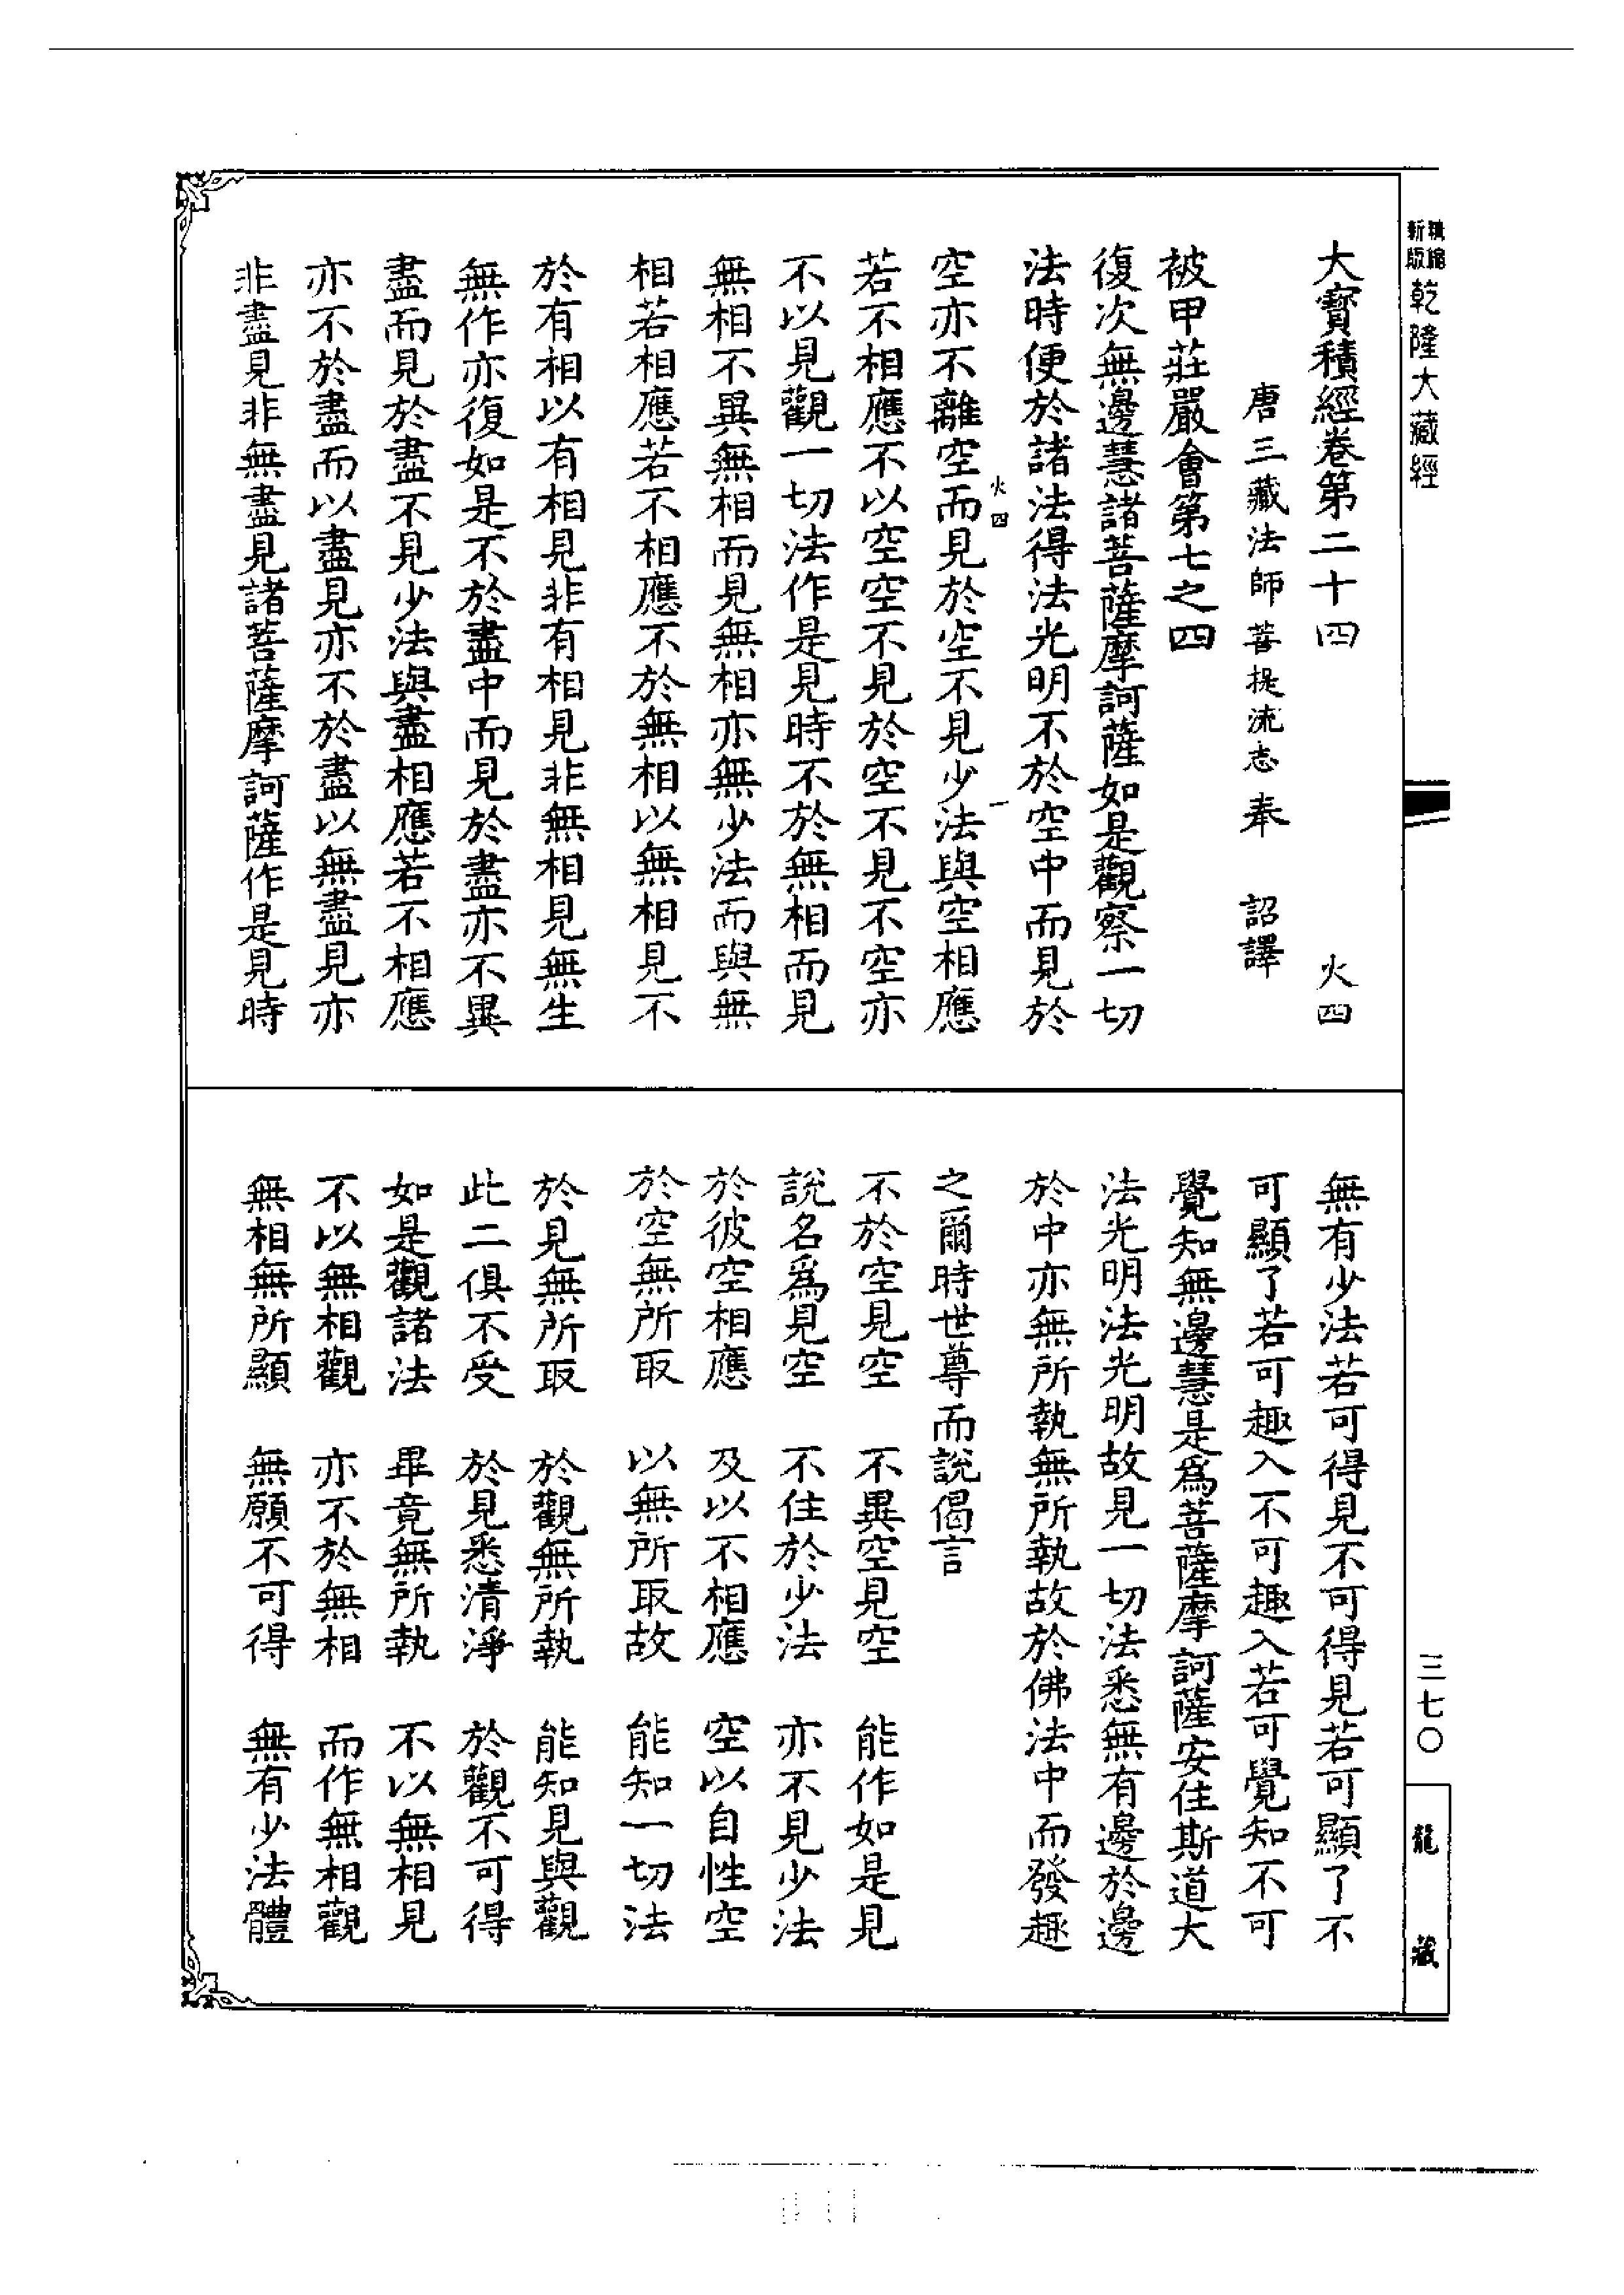 新版精縮
乾隆大藏經
大寳積經卷第二十四 火四
唐三藏法師菩提流志奉 詔譯
被甲莊嚴會第七之四
復次無邊慧諸菩薩摩訶薩如是觀察一切
法時便於諸法得法光明不於空中而見於
火四 一
空亦不離空而見於空不見少法與空相應
若不相應不以空空不見於空不見不空亦
不以見觀一切法作是見時不於無相而見
無相不異無相而見無相亦無少法而與無
相若相應若不相應不於無相以無相見不
於有相以有相見非有相見非無相見無生
無作亦復如是不於盡中而見於盡亦不異
盡而見於盡不見少法與盡相應若不相應
亦不於盡而以盡見亦不於盡以無盡見亦
非盡見非無盡見諸菩薩摩訶薩作是見時
無有少法若可得見不可得見若可顯了不
可顯了若可趣入不可趣入若可覺知不可
覺知無邊慧是爲菩薩摩訶薩安住斯道大
法光明法光明故見一切法悉無有邊於邊
於中亦無所執無所執故於佛法中而發趣
之爾時世尊而說偈言
不於空見空 不異空見空 能作如是見
說名爲見空 不住於少法 亦不見少法
於彼空相應 及以不相應 空以自性空
於空無所取 以無所取故 能知一切法
於見無所取 於觀無所執 能知見與觀
此二俱不受 於見悉清淨 於觀不可得
如是觀諸法 畢竟無所執 不以無相見
不以無相觀 亦不於無相 而作無相觀
無相無所顯 無願不可得 無有少法體
三七〇
龍藏